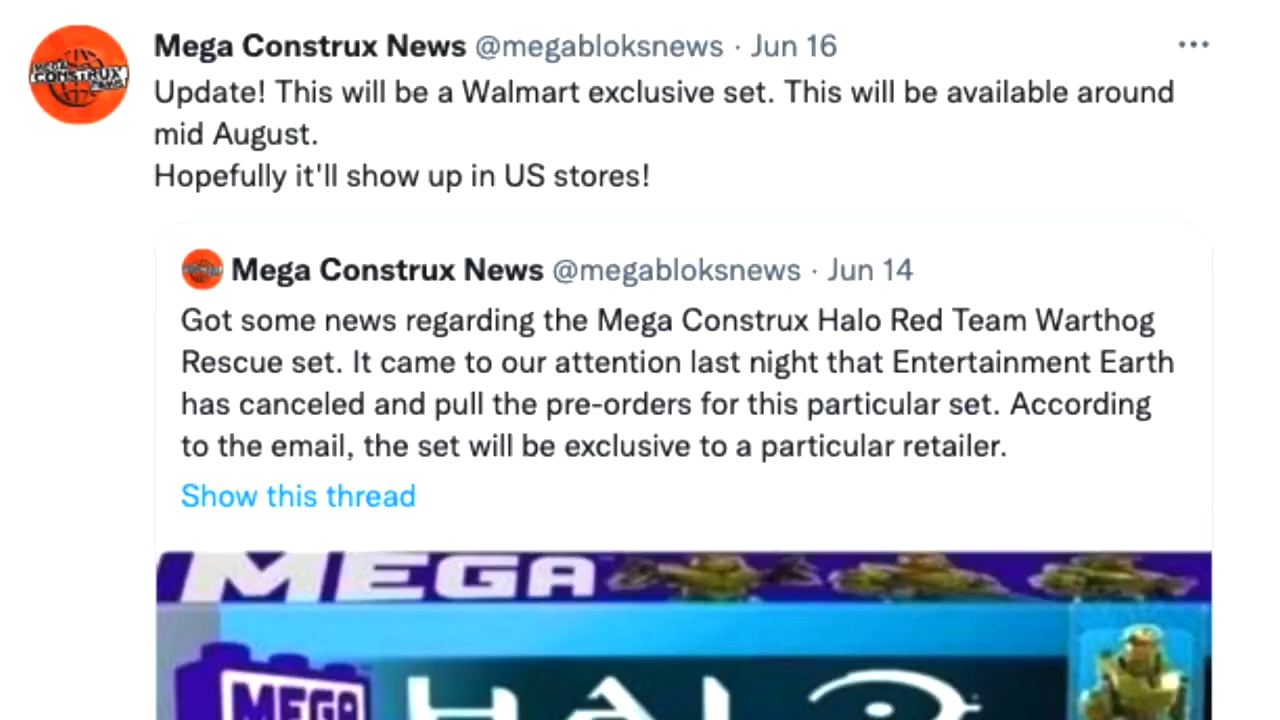 Mega Construx News @megabloksnews · Jun 16
Update! This will be a Walmart exclusive set. This will be available around
mid August.
Hopefully it'll show up in US stores!
Mega Construx News @megabloksnews · Jun 14
Got some news regarding the Mega Construx Halo Red Team Warthog
Rescue set. It came to our attention last night that Entertainment Earth
has canceled and pull the pre-orders for this particular set. According
to the email, the set will be exclusive to a particular retailer.
Show this thread
MEGA
MEGA
HALO